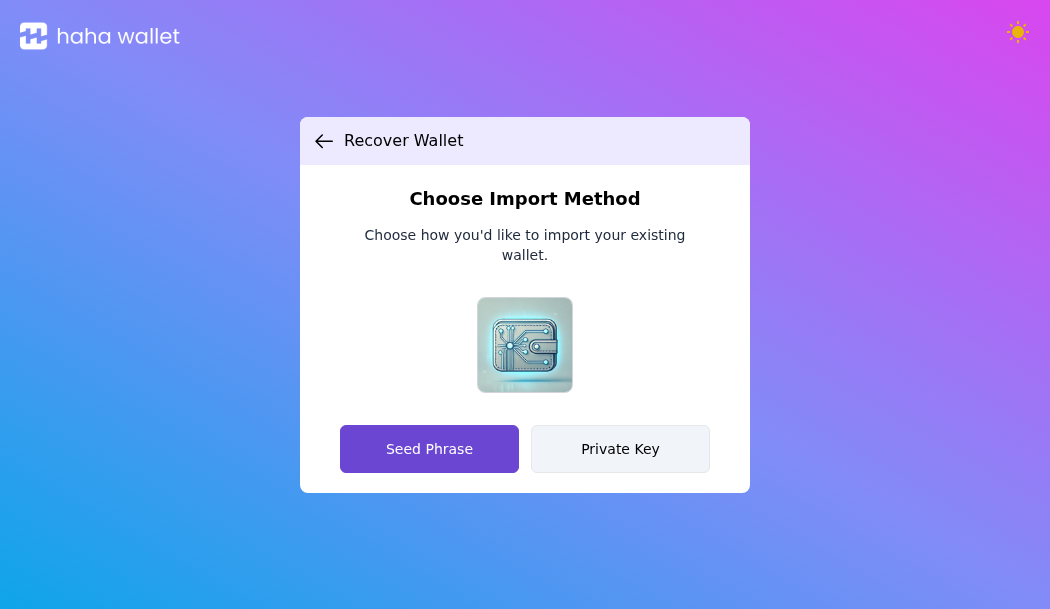 haha wallet
Recover Wallet
Choose Import Method
Choose how you'd like to import your existing
wallet.
Seed Phrase
Private Key